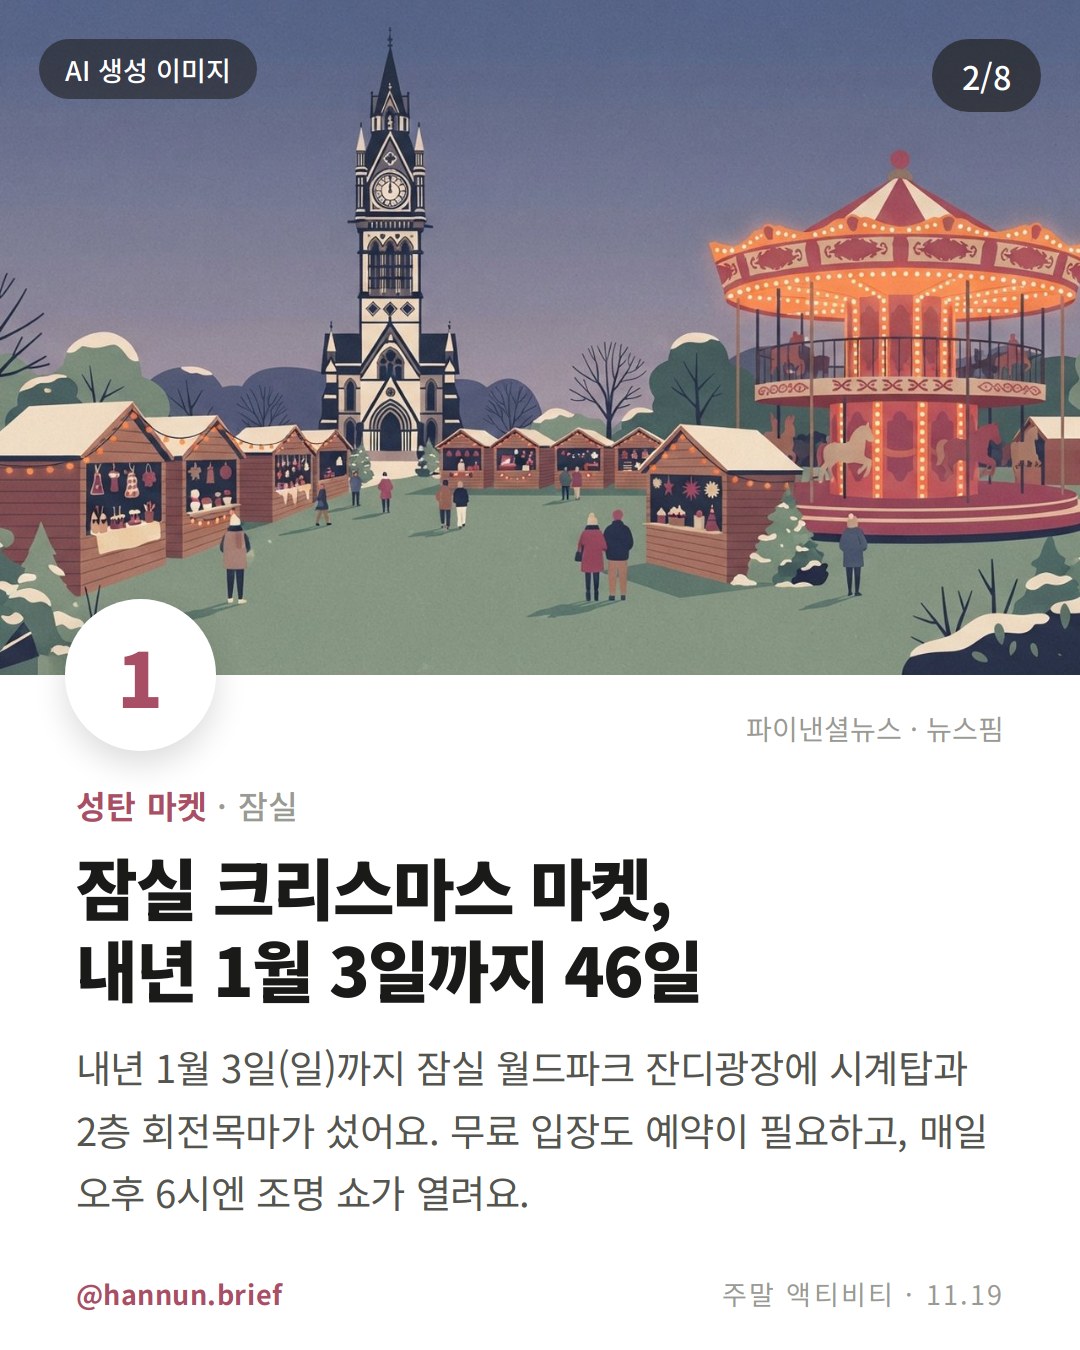 AI 생성 이미지
2/8
1
파이낸셜뉴스 · 뉴스핌
성탄 마켓 · 잠실
잠실 크리스마스 마켓,
내년 1월 3일까지 46일
내년 1월 3일(일)까지 잠실 월드파크 잔디광장에 시계탑과
2층 회전목마가 섰어요. 무료 입장도 예약이 필요하고, 매일
오후 6시엔 조명 쇼가 열려요.
@hannun.brief
주말 액티비티 · 11.19